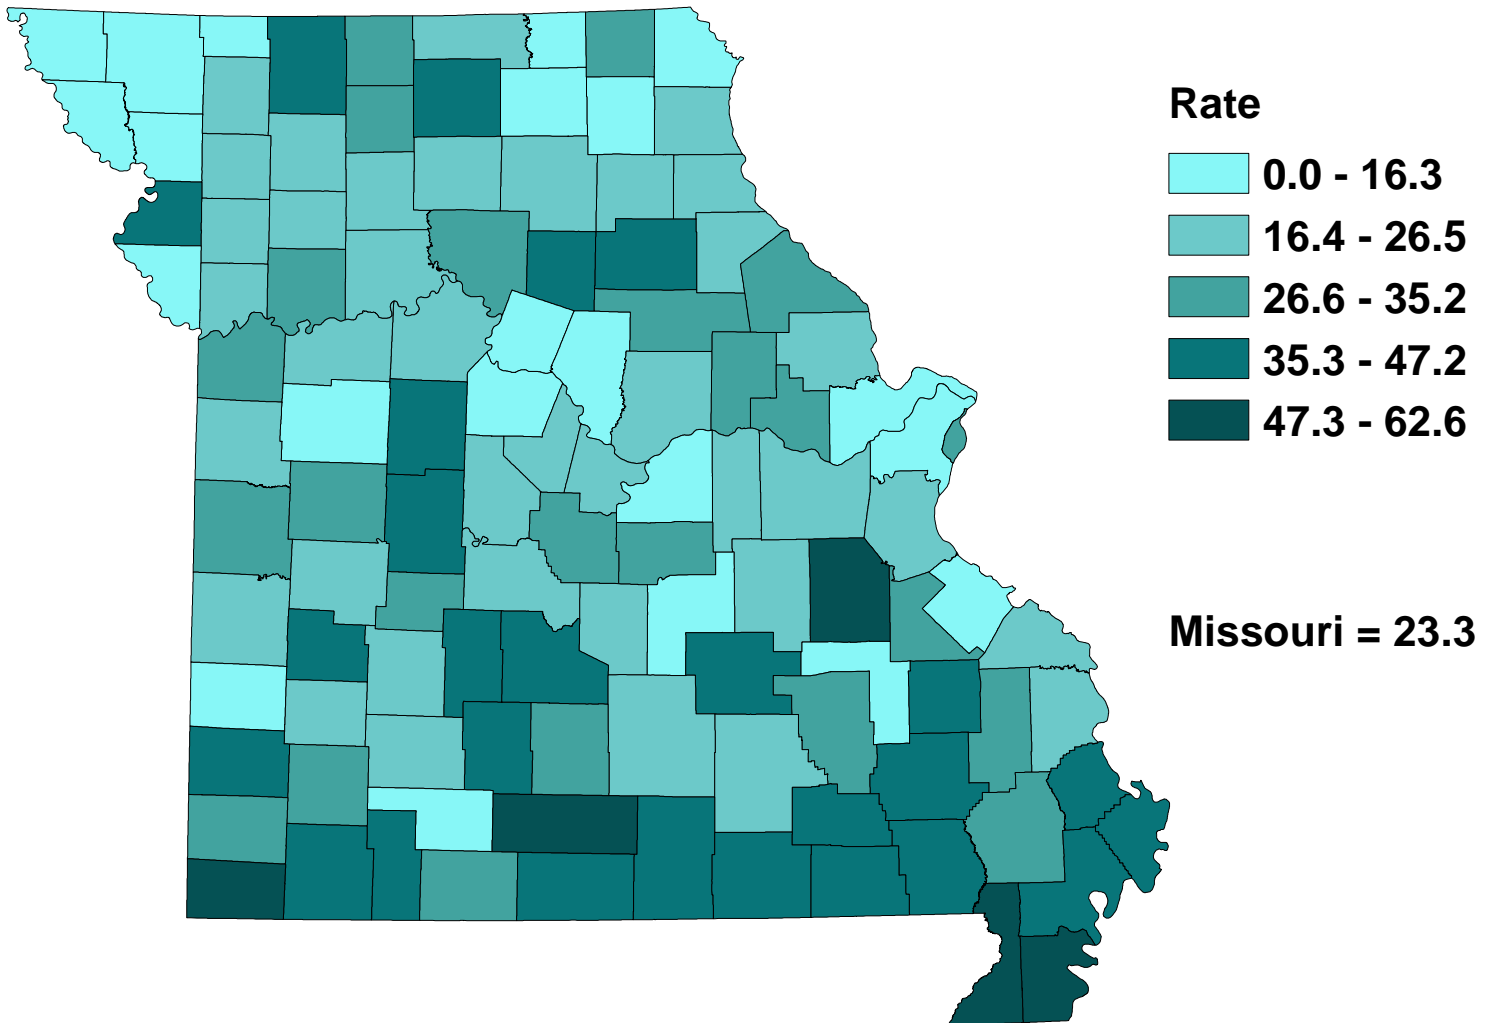 Rate
0.0 - 16.3
16.4 - 26.5
26.6 - 35.2
35.3 - 47.2
47.3 - 62.6
Missouri = 23.3